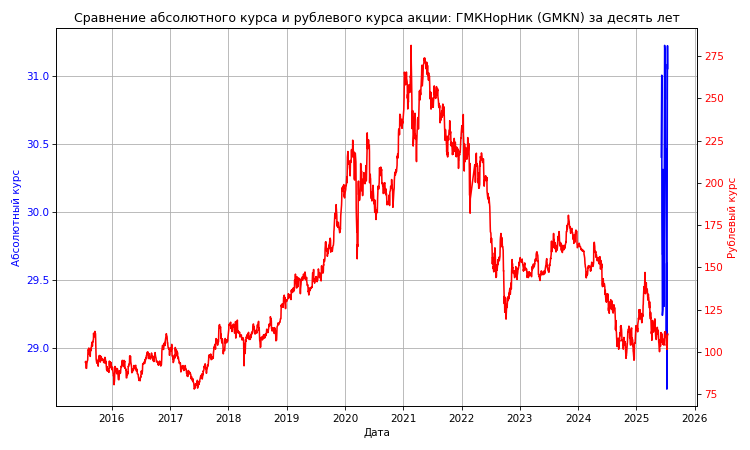 Сравнение абсолютного курса и рублевого курса акции: ГМКНорНик (GMKN) за десять лет
Абсолютный курс
31.0
30.5
30.0
29.5
29.0
275
250
225
200
175
150
125
100
75
Рублевый курс
2016 2017 2018 2019 2020 2021 2022 2023 2024 2025 2026
Дата